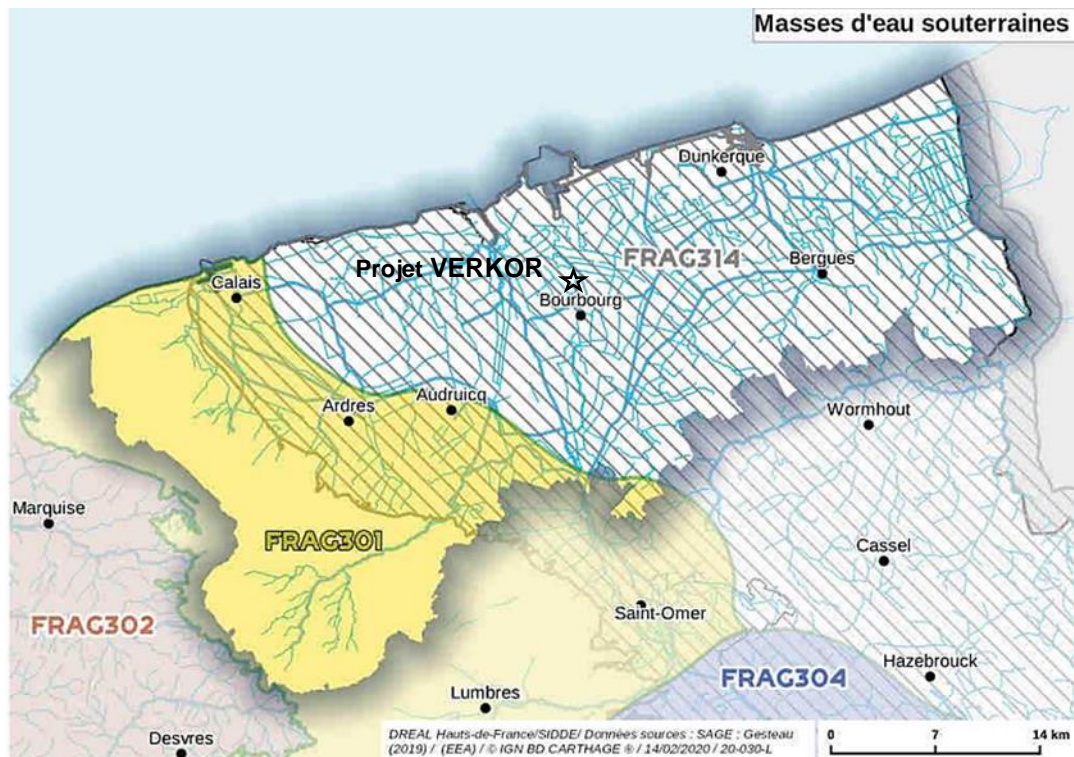 Masses d'eau souterraines
Dunkerque
FRAG314
Bergues
Projet VERKOR
Calais
Bourbourg
Audruicq
Ardres
Wormhout
Marquise
FRAG301
Cassel
Saint-Omer
FRAG302
Hazebrouck
FRAG304
Lumbres
Desvres
DREAL Hauts-de-France/SIDDE/ Données sources : SAGE : Gesteau
(2019) / (EEA) / © IGN BD CARTHAGE ® / 14/02/2020 / 20-030-L
0 7 14 km